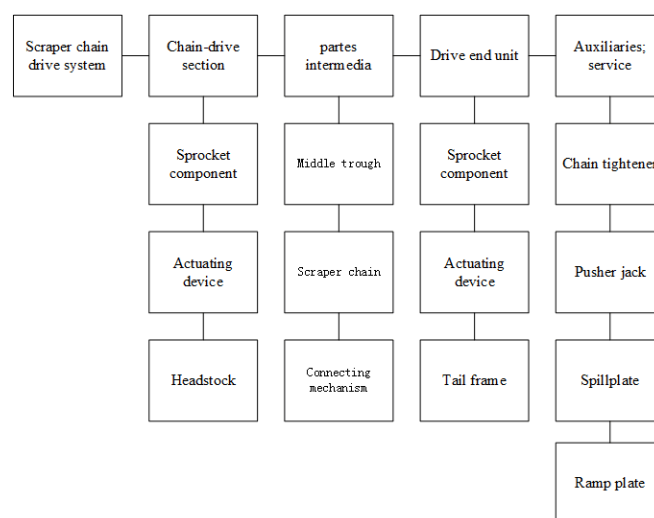 Scraper chain
drive system
Chain-drive
section
partes
intermedia
Drive end unit
Auxiliaries;
service
Sprocket
component
Middle trough
Sprocket
component
Chain tightener
Actuating
device
Scraper chain
Actuating
device
Pusher jack
Headstock
Connecting
mechanism
Tail frame
Spillplate
Ramp plate